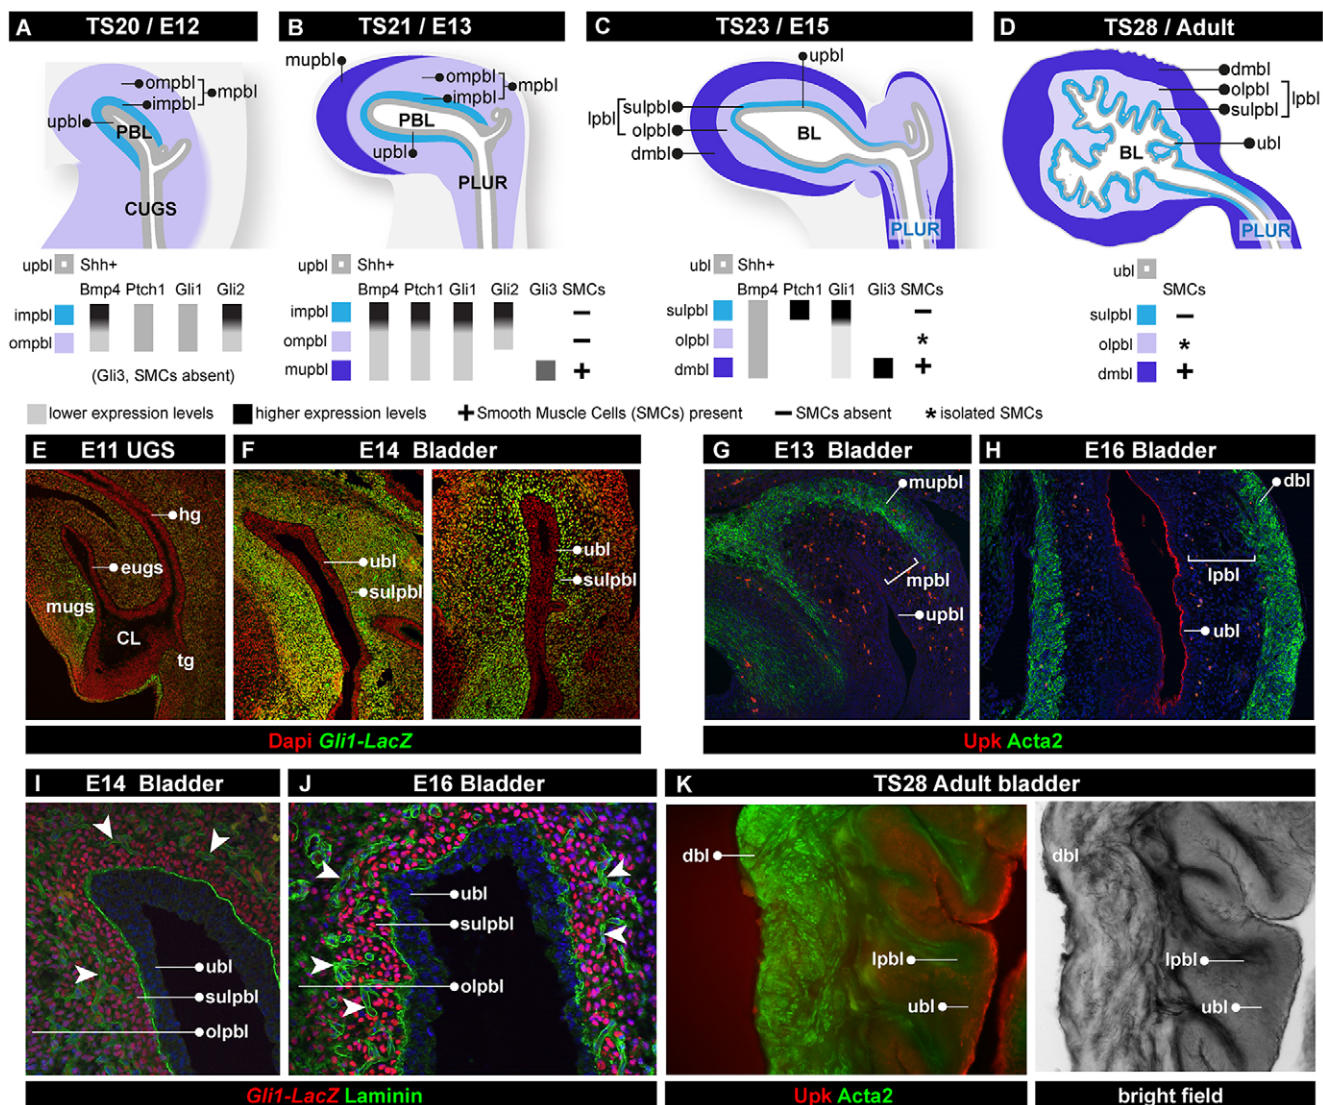 A TS20 / E12
ompbl
impbl
mpbl
upbl
PBL
CUGS
upbl Shh+
Bmp4 Ptch1 Gli1 Gli2
impbl
ompbl
(Gli3, SMCs absent)
B TS21 / E13
mupbl
ompbl
impbl
mpbl
PBL
upbl
PLUR
upbl Shh+
Bmp4 Ptch1 Gli1 Gli2 Gli3 SMCs
impbl −
ompbl −
mupbl +
C TS23 / E15
upbl
lpbl
sulpbl
olpbl
dmbl
BL
PLUR
ubl Shh+
Bmp4 Ptch1 Gli1 Gli3 SMCs
sulpbl −
olpbl *
dmbl +
D TS28 / Adult
dmbl
olpbl
sulpbl
lpbl
ubl
BL
PLUR
ubl
SMCs
sulpbl −
olpbl *
dmbl +
lower expression levels higher expression levels + Smooth Muscle Cells (SMCs) present − SMCs absent * isolated SMCs
E E11 UGS
hg
eugs
mugs
CL
tg
F E14 Bladder
ubl
sulpbl
ubl
sulpbl
Dapi Gli1-LacZ
G E13 Bladder
mupbl
mpbl
upbl
H E16 Bladder
dbl
lpbl
ubl
Upk Acta2
I E14 Bladder
ubl
sulpbl
olpbl
J E16 Bladder
ubl
sulpbl
olpbl
Gli1-LacZ Laminin
K TS28 Adult bladder
dbl
lpbl
ubl
dbl
lpbl
ubl
Upk Acta2
bright field